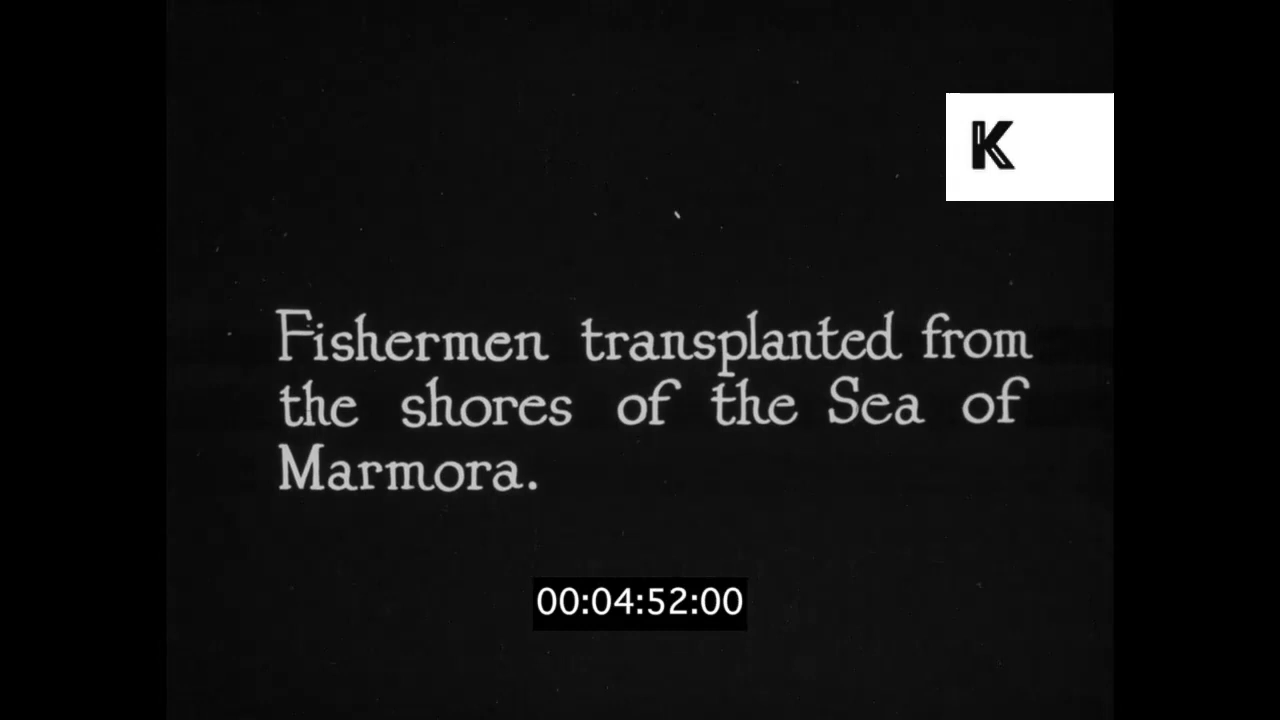 K
Fishermen transplanted from
the shores of the Sea of
Marmora.
00:04:52:00